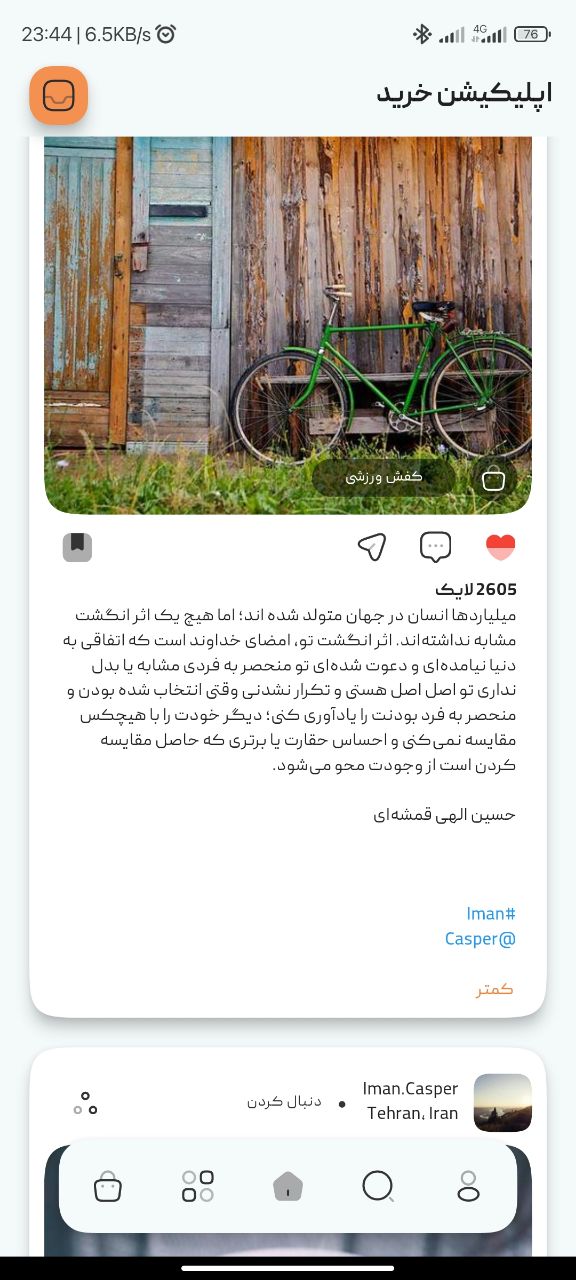 23:44 | 6.5KB/s
4G
76
اپلیکیشن خرید
کفش ورزشی
2605 لایک
میلیاردها انسان در جهان متولد شده اند؛ اما هیچ یک اثر انگشت
مشابه نداشته‌اند. اثر انگشت تو، امضای خداوند است که اتفاقی به
دنیا نیامده‌ای و دعوت شده‌ای تو منحصر به فردی مشابه یا بدل
نداری تو اصل اصل هستی و تکرار نشدنی وقتی انتخاب شده بودن و
منحصر به فرد بودنت را یادآوری کنی؛ دیگر خودت را با هیچکس
مقایسه نمی‌کنی و احساس حقارت یا برتری که حاصل مقایسه
کردن است از وجودت محو می‌شود.
حسین الهی قمشه‌ای
#Iman
@Casper
کمتر
Iman.Casper
Tehran, Iran
• دنبال کردن